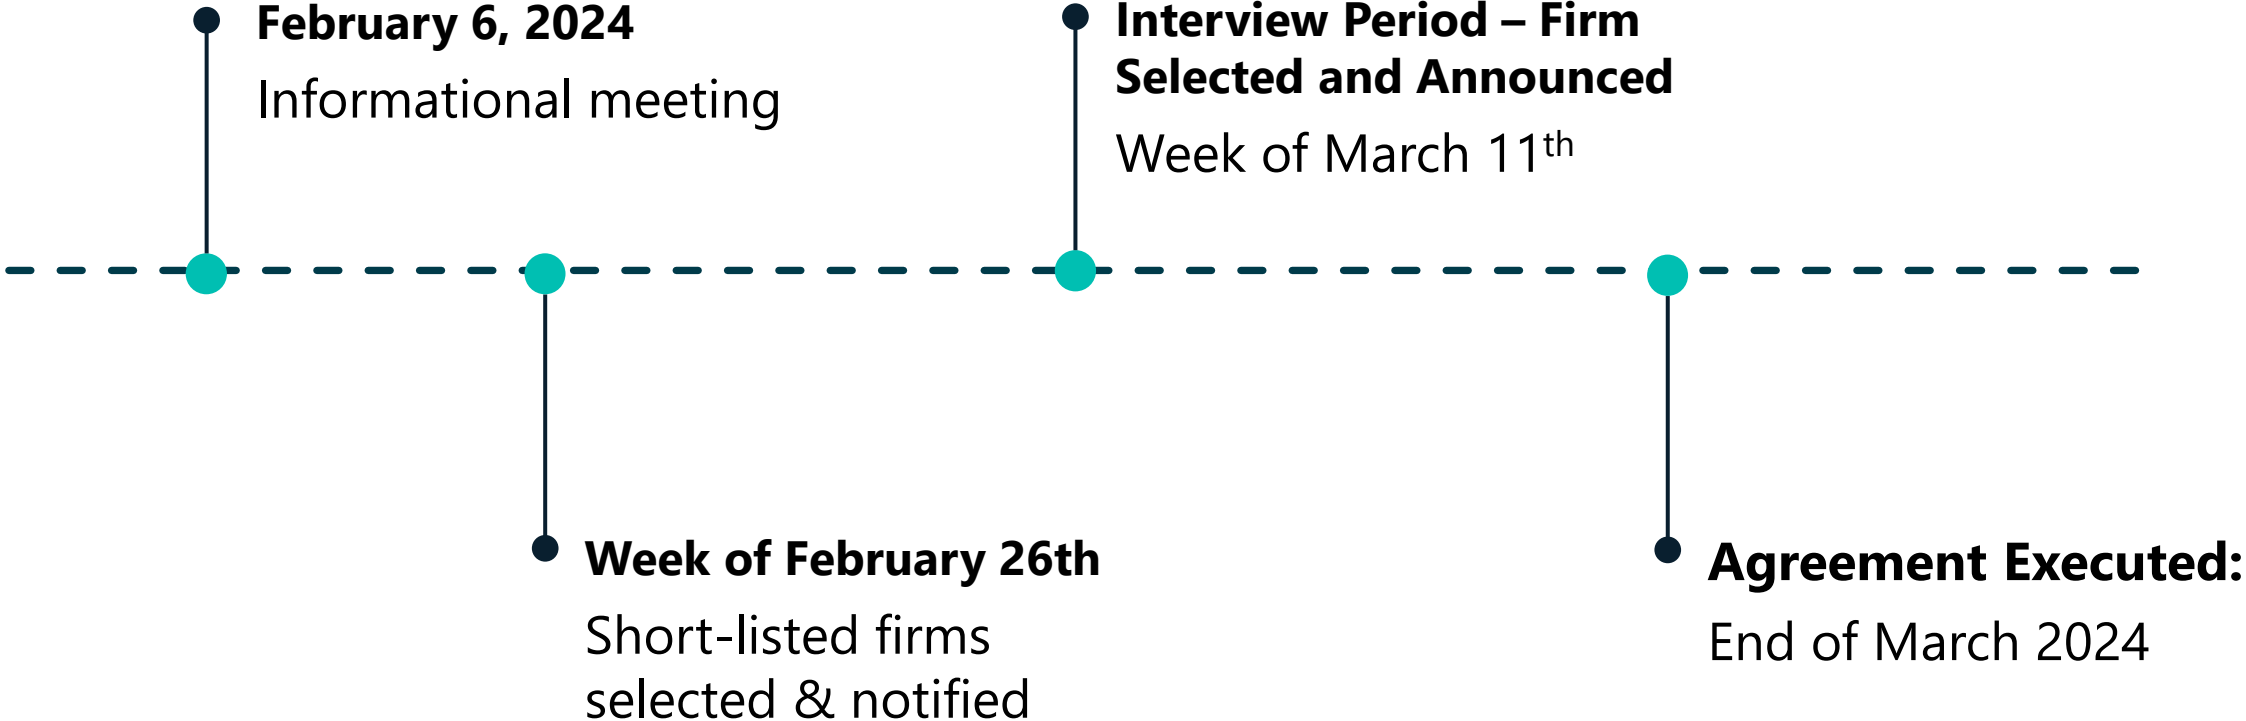 February 6, 2024
Informational meeting
Week of February 26th
Short-listed firms
selected & notified
Interview Period – Firm
Selected and Announced
Week of March 11th
Agreement Executed:
End of March 2024